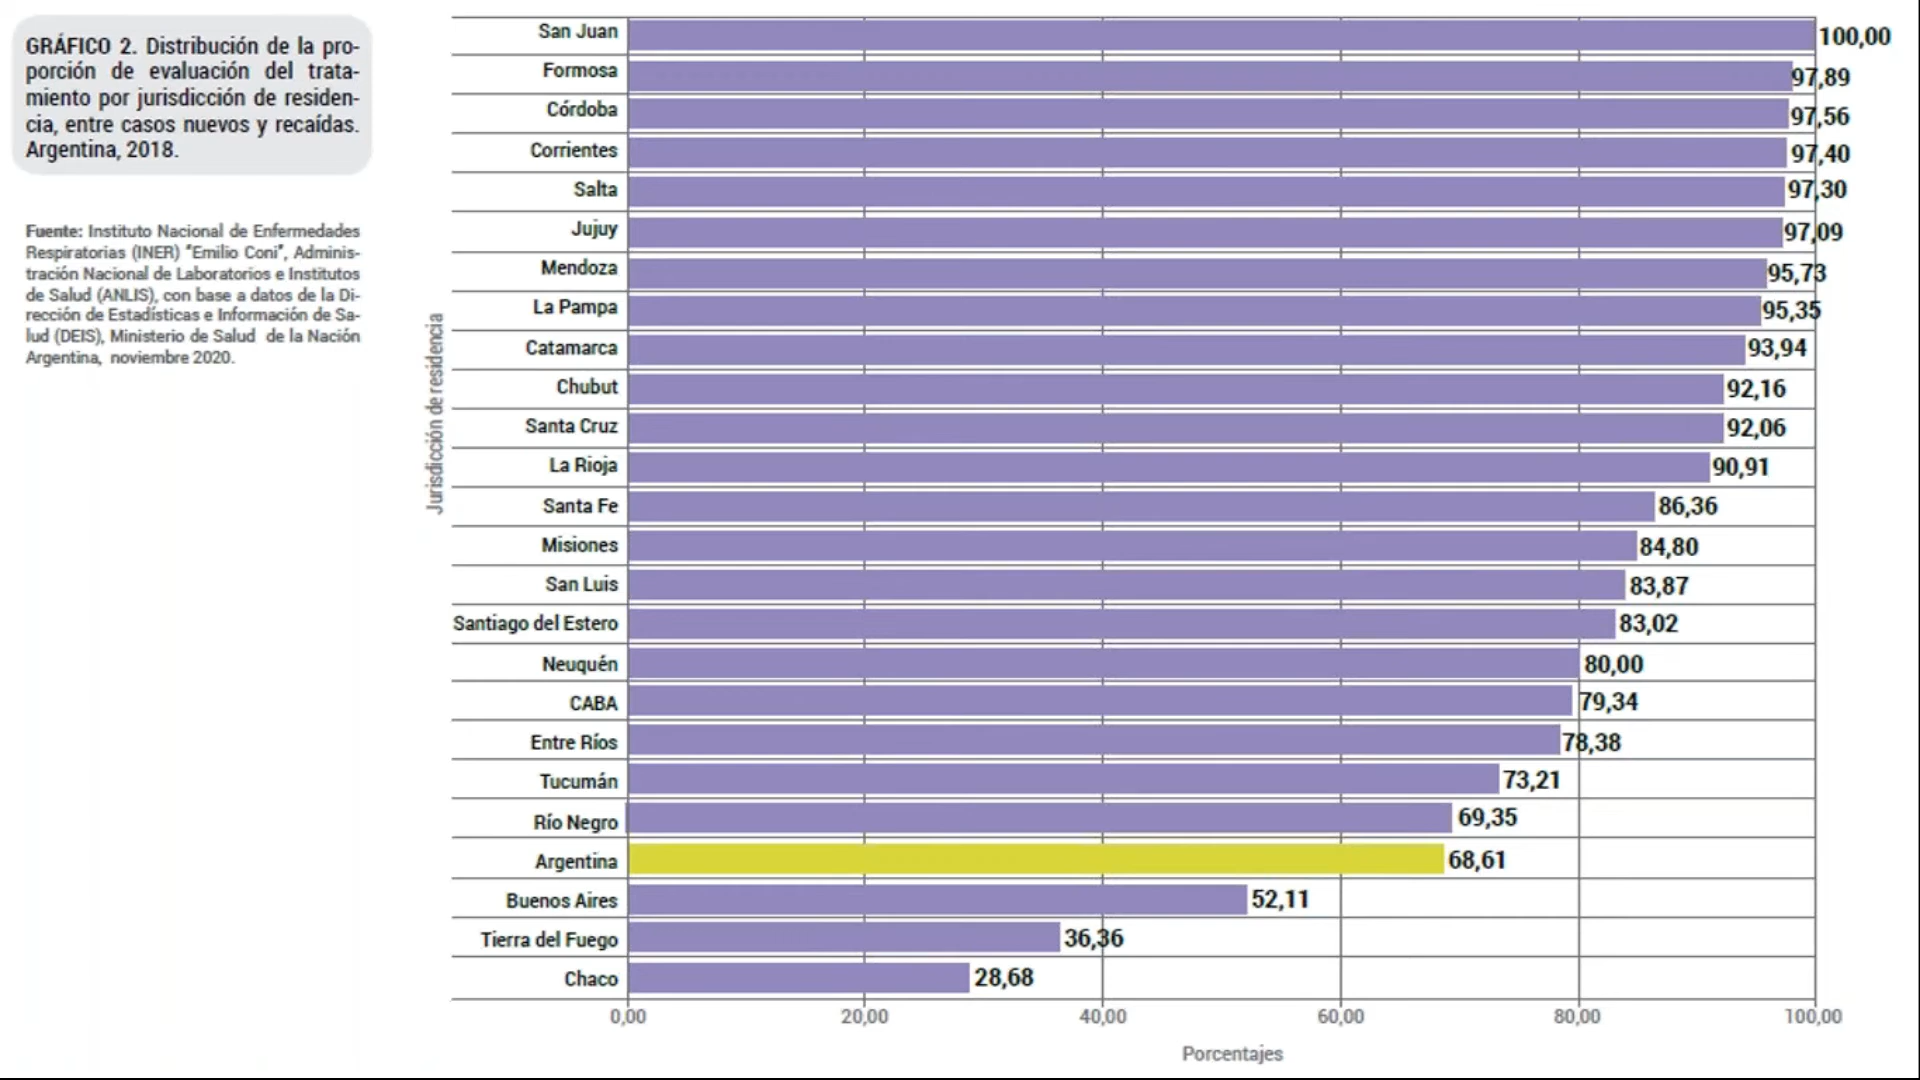 GRÁFICO 2. Distribución de la pro-
porción de evaluación del trata-
miento por jurisdicción de residen-
cia, entre casos nuevos y recaídas.
Argentina, 2018.
Fuente: Instituto Nacional de Enfermedades
Respiratorias (INER) “Emilio Coni”, Adminis-
tración Nacional de Laboratorios e Institutos
de Salud (ANLIS), con base a datos de la Di-
rección de Estadísticas e Información de Sa-
lud (DEIS), Ministerio de Salud de la Nación
Argentina, noviembre 2020.
Jurisdicción de residencia
San Juan 100,00
Formosa 97,89
Córdoba 97,56
Corrientes 97,40
Salta 97,30
Jujuy 97,09
Mendoza 95,73
La Pampa 95,35
Catamarca 93,94
Chubut 92,16
Santa Cruz 92,06
La Rioja 90,91
Santa Fe 86,36
Misiones 84,80
San Luis 83,87
Santiago del Estero 83,02
Neuquén 80,00
CABA 79,34
Entre Ríos 78,38
Tucumán 73,21
Río Negro 69,35
Argentina 68,61
Buenos Aires 52,11
Tierra del Fuego 36,36
Chaco 28,68
0,00 20,00 40,00 60,00 80,00 100,00
Porcentajes